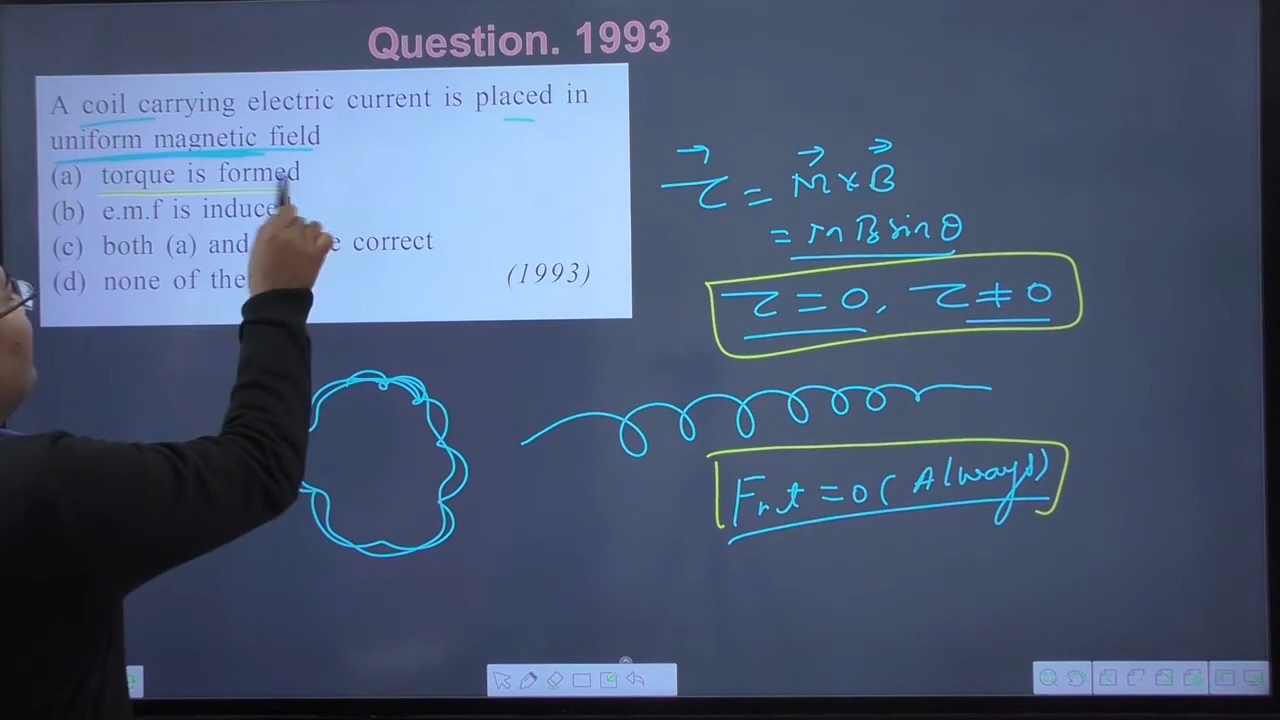 Question. 1993
A coil carrying electric current is placed in
uniform magnetic field
(a) torque is formed
(b) e.m.f is induce
(c) both (a) and correct
(d) none of the
(1993)
τ = M × B
= MB sin θ
τ = 0, τ ≠ 0
Fnet = 0 (Always)